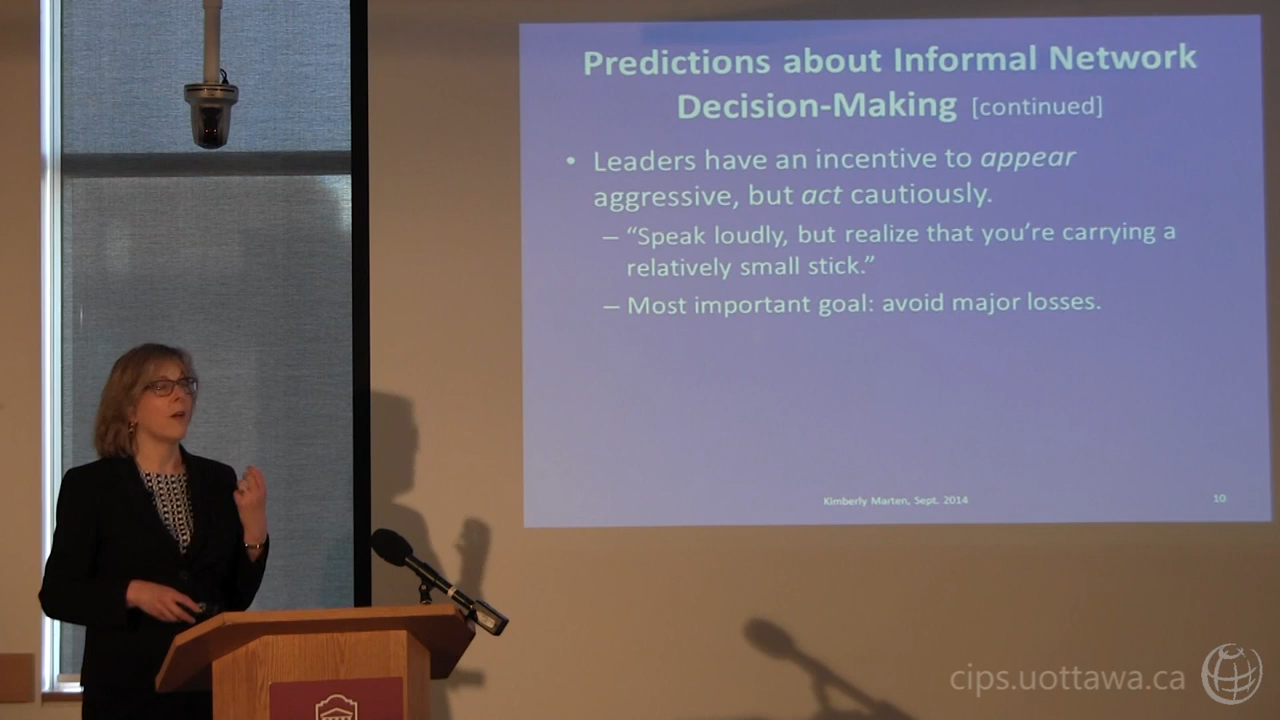 Predictions about Informal Network
Decision-Making [continued]
• Leaders have an incentive to appear
aggressive, but act cautiously.
– “Speak loudly, but realize that you’re carrying a
relatively small stick.”
– Most important goal: avoid major losses.
Kimberly Marten, Sept. 2014
10
cips.uottawa.ca